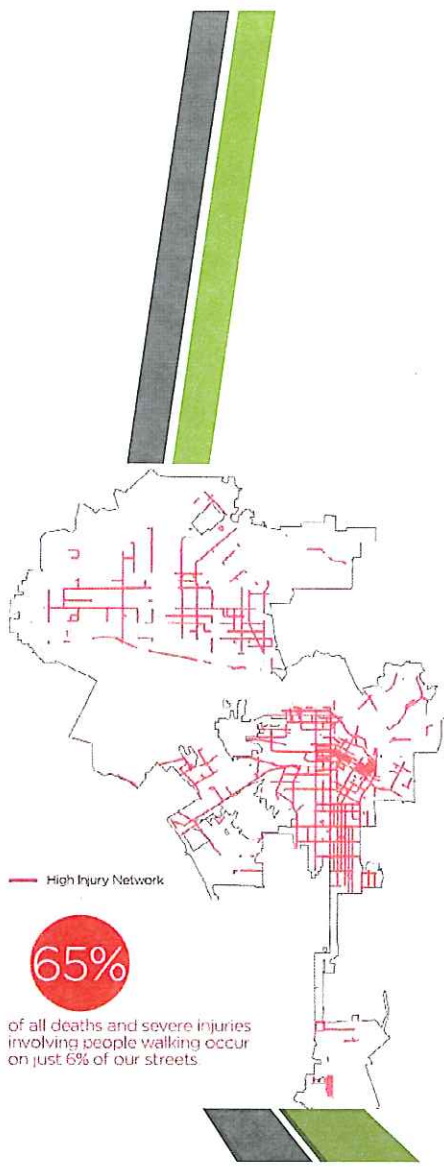 High Injury Network
65%
of all deaths and severe injuries
involving people walking occur
on just 6% of our streets.